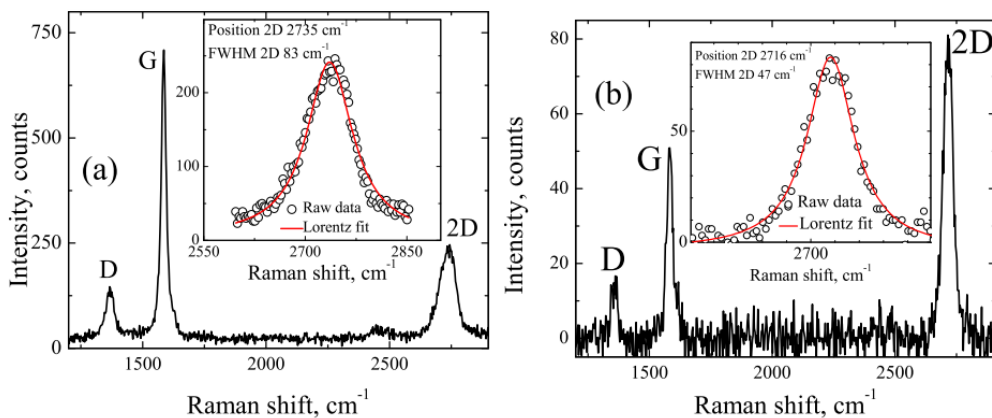 750
500
250
0
Intensity, counts
(a)
D
G
2D
1500
2000
2500
Raman shift, cm⁻¹
Position 2D 2735 cm⁻¹
FWHM 2D 83 cm⁻¹
200
100
0
Raw data
Lorentz fit
2550
2700
2850
Raman shift, cm⁻¹
80
60
40
20
0
Intensity, counts
(b)
D
G
2D
1500
2000
2500
Raman shift, cm⁻¹
Position 2D 2716 cm⁻¹
FWHM 2D 47 cm⁻¹
50
0
Raw data
Lorentz fit
2700
Raman shift, cm⁻¹